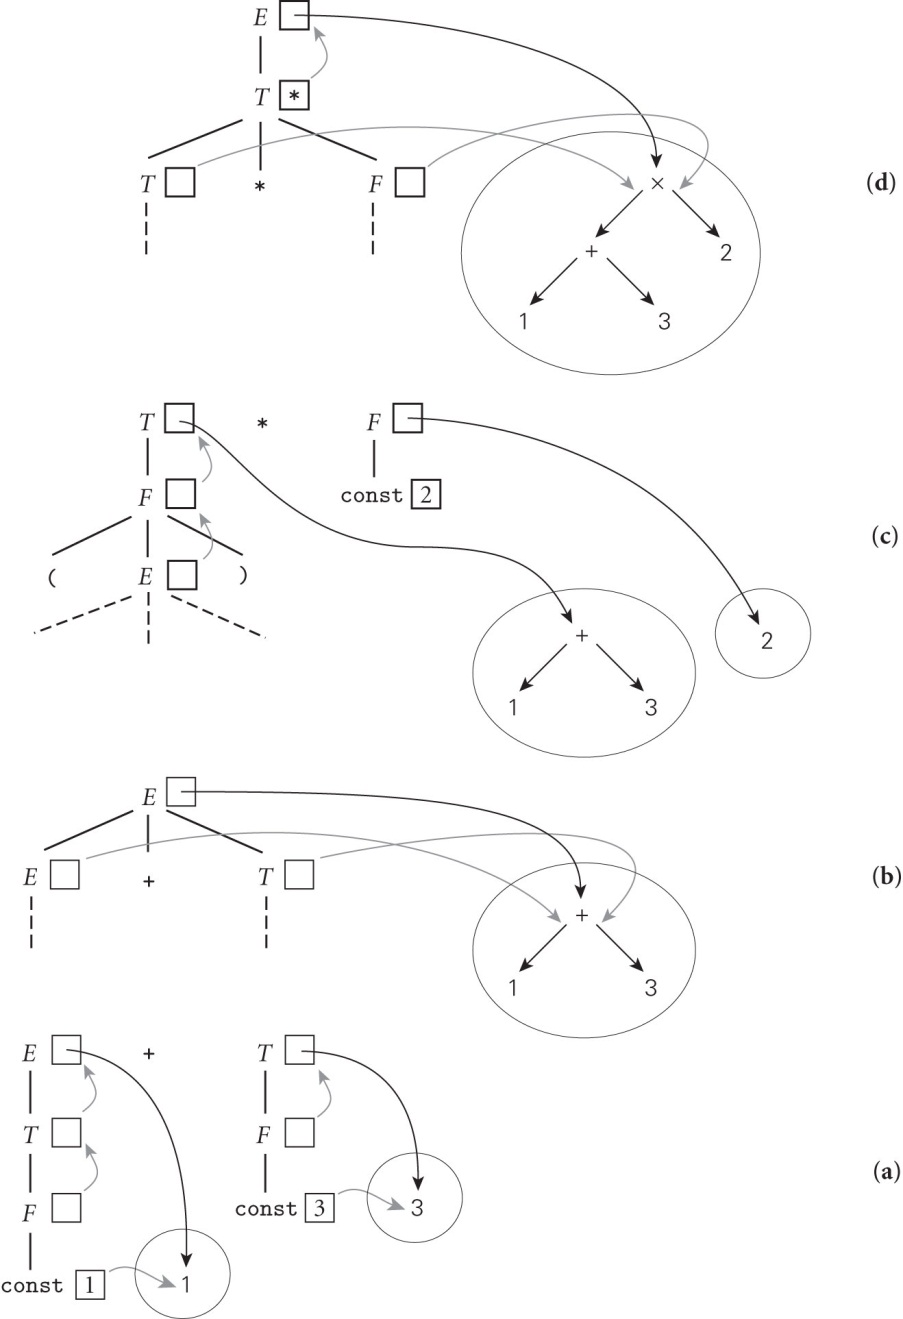 E
T *
T * F (d)
×
+ 2
1 3
T * F
F const 2
(c)
( E )
+ 2
1 3
E
E + T (b)
+
1 3
E + T
T F
(a)
F const 3 3
const 1 1